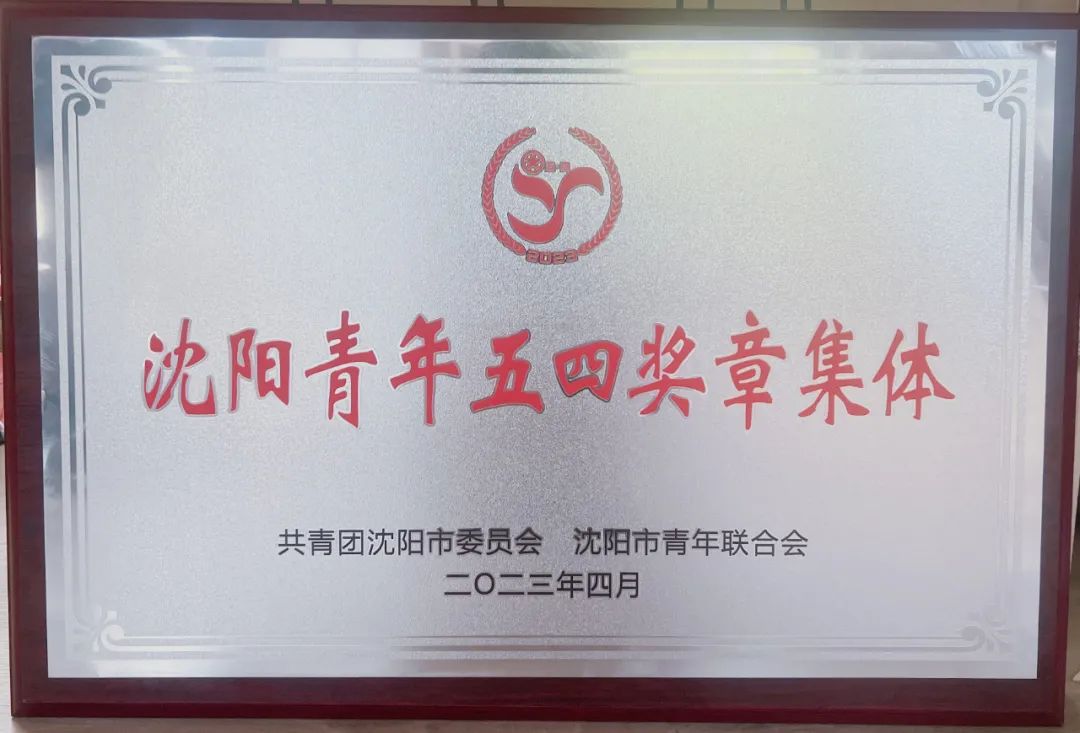 2023
沈阳青年五四奖章集体
共青团沈阳市委员会 沈阳市青年联合会
二〇二三年四月